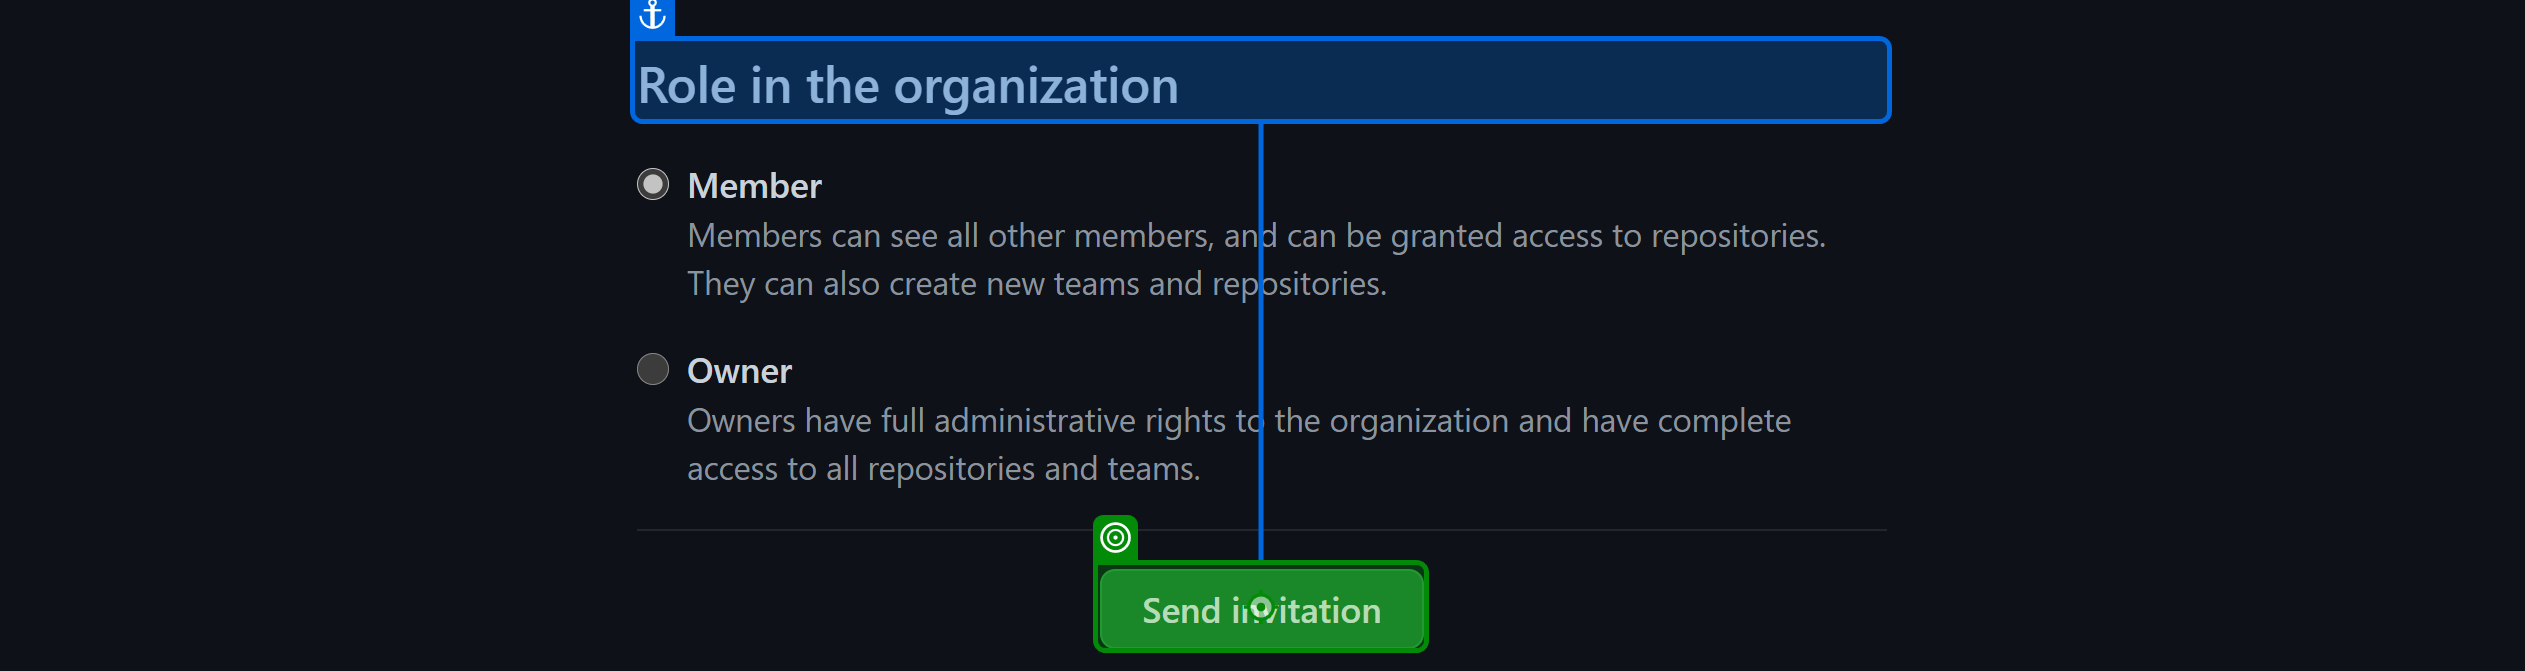 Role in the organization
Member
Members can see all other members, and can be granted access to repositories.
They can also create new teams and repositories.
Owner
Owners have full administrative rights to the organization and have complete
access to all repositories and teams.
Send invitation